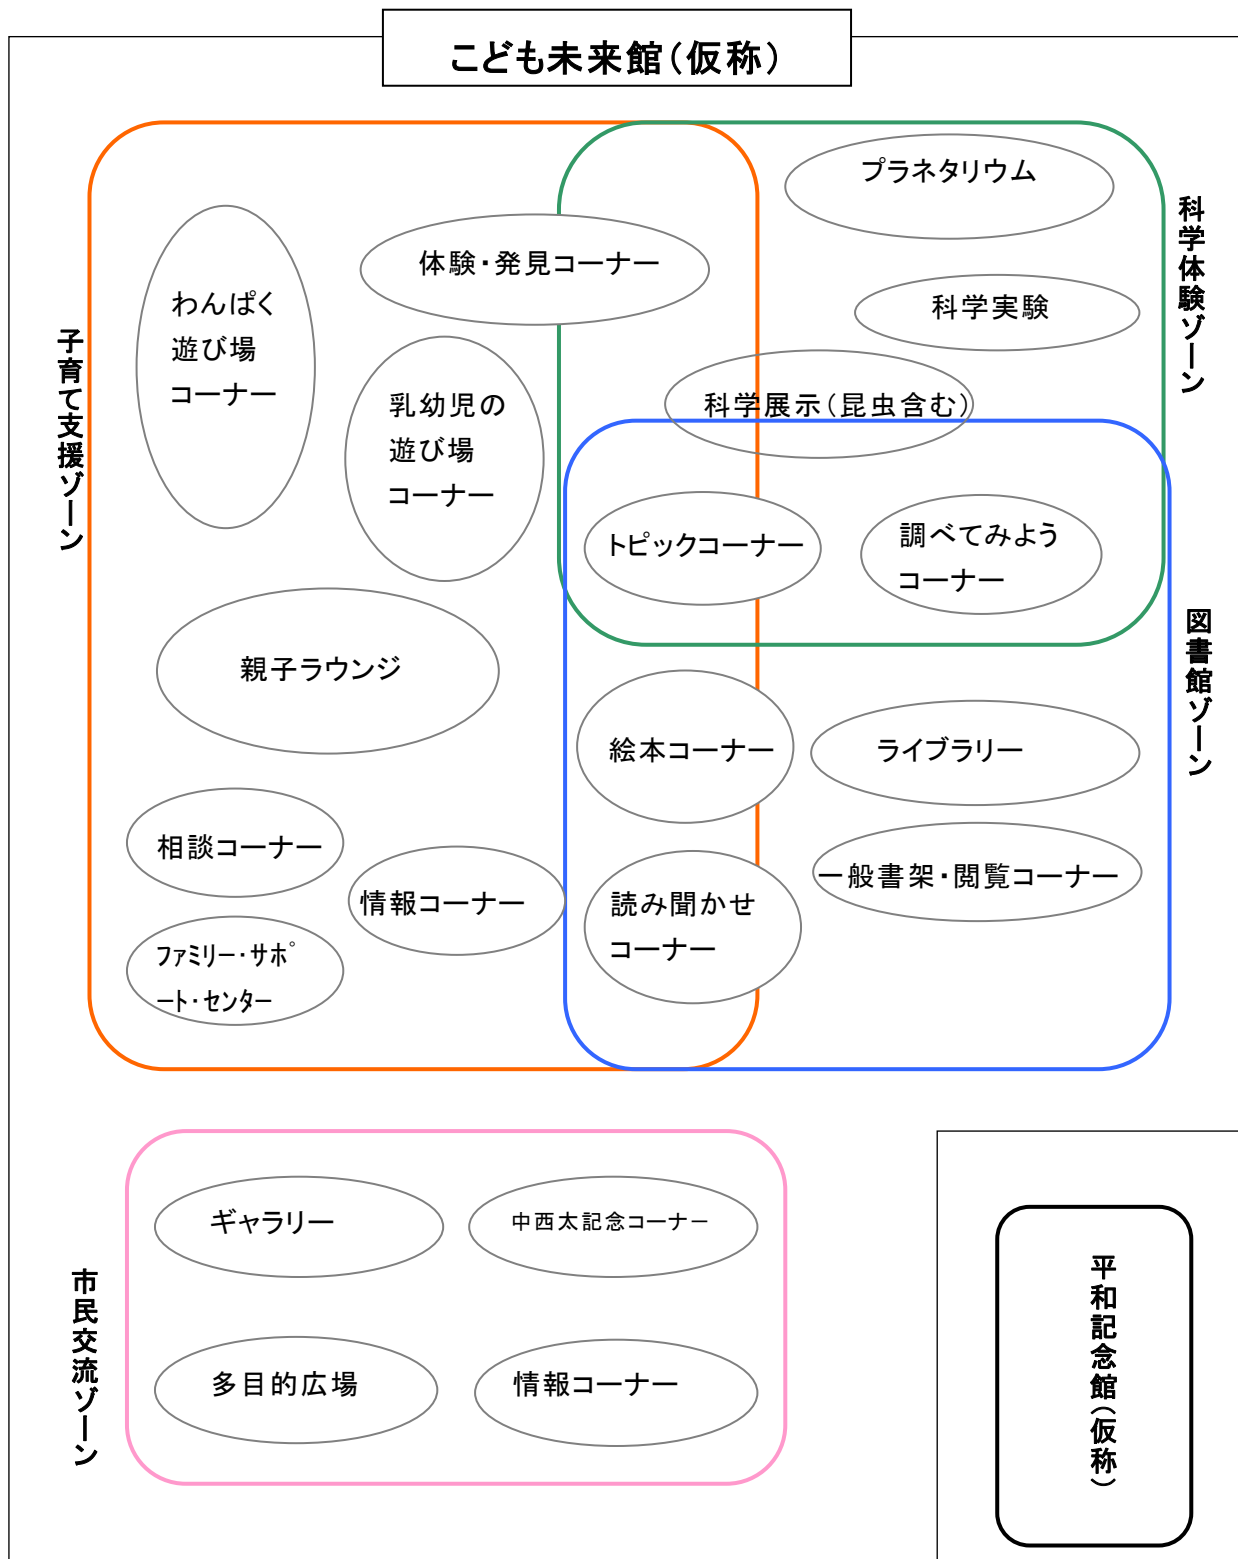 こども未来館（仮称）
子育て支援ゾーン
わんぱく
遊び場
コーナー
体験・発見コーナー
乳幼児の
遊び場
コーナー
親子ラウンジ
相談コーナー
情報コーナー
ファミリー・サポ
ート・センター
科学体験ゾーン
プラネタリウム
科学実験
科学展示（昆虫含む）
トピックコーナー
調べてみよう
コーナー
図書館ゾーン
絵本コーナー
ライブラリー
読み聞かせ
コーナー
一般書架・閲覧コーナー
市民交流ゾーン
ギャラリー
中西太記念コーナー
多目的広場
情報コーナー
平和記念館（仮称）